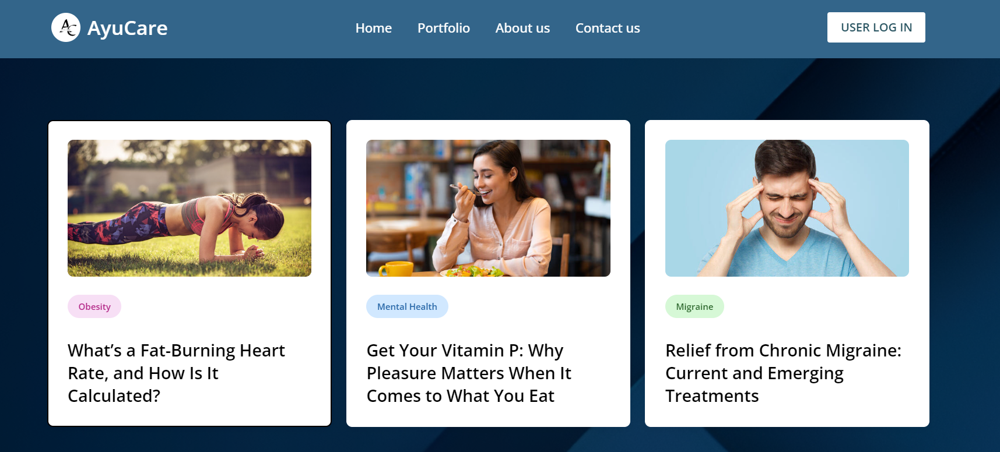 AC
AyuCare
Home
Portfolio
About us
Contact us
USER LOG IN
Obesity
What’s a Fat-Burning Heart
Rate, and How Is It
Calculated?
Mental Health
Get Your Vitamin P: Why
Pleasure Matters When It
Comes to What You Eat
Migraine
Relief from Chronic Migraine:
Current and Emerging
Treatments